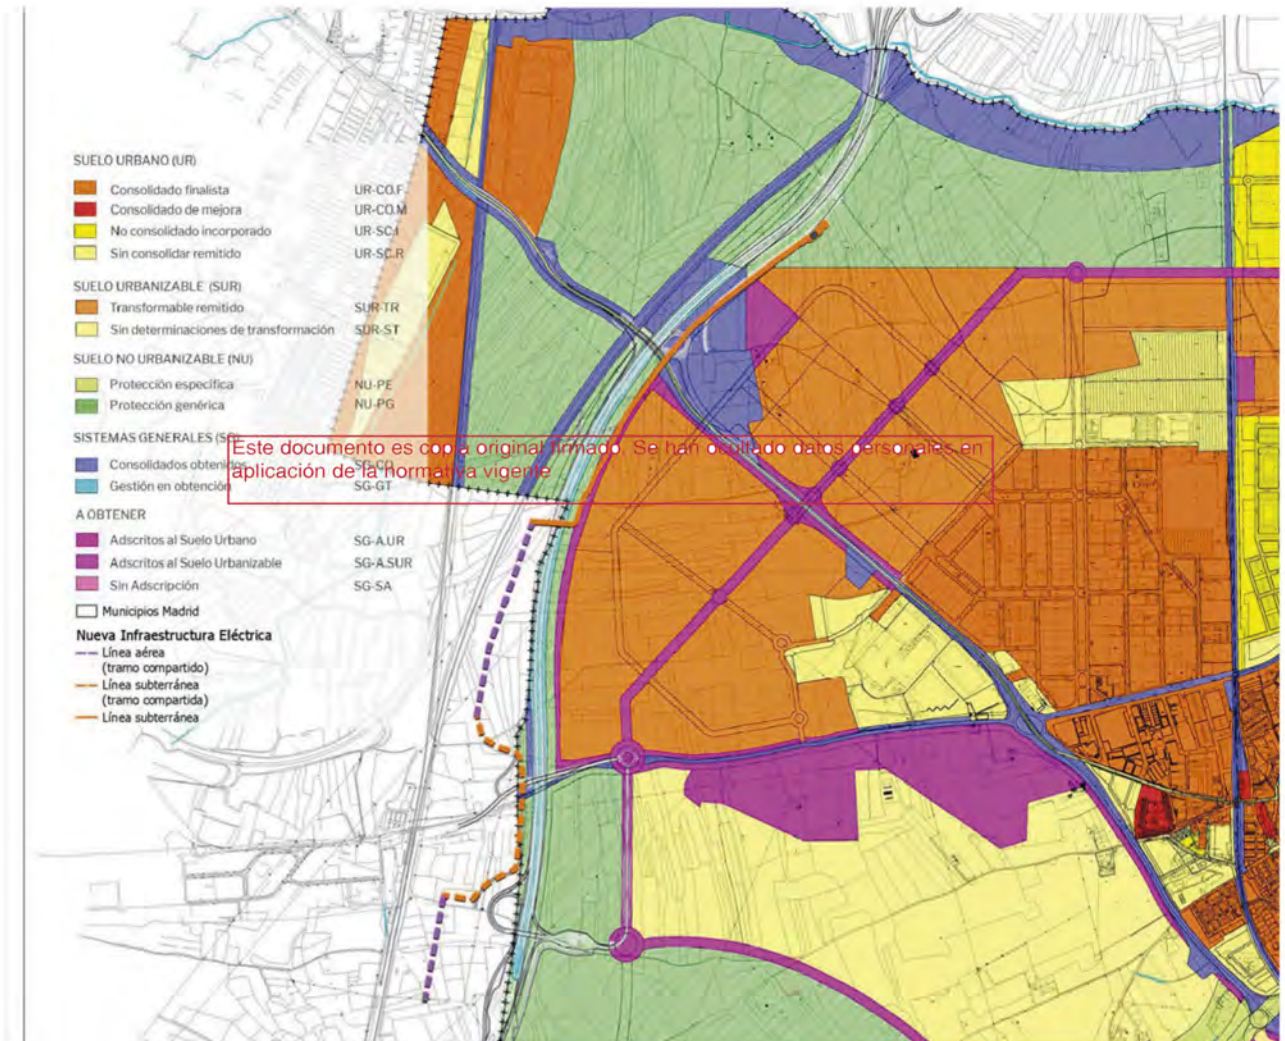 SUELO URBANO (UR)
Consolidado finalista UR-CO.F
Consolidado de mejora UR-CO.M
No consolidado incorporado UR-SC.I
Sin consolidar remitido UR-SC.R
SUELO URBANIZABLE (SUR)
Transformable remitido SUR-TR
Sin determinaciones de transformación SUR-ST
SUELO NO URBANIZABLE (NU)
Protección específica NU-PE
Protección genérica NU-PG
SISTEMAS GENERALES (SG)
Este documento es copia original firmado. Se han ocultado datos personales en
aplicación de la normativa vigente
Consolidados obtenidos SG-CO
Gestión en obtención SG-GT
A OBTENER
Adscritos al Suelo Urbano SG-A.UR
Adscritos al Suelo Urbanizable SG-A.SUR
Sin Adscripción SG-SA
Municipios Madrid
Nueva Infraestructura Eléctrica
Línea aérea
(tramo compartido)
Línea subterránea
(tramo compartida)
Línea subterránea